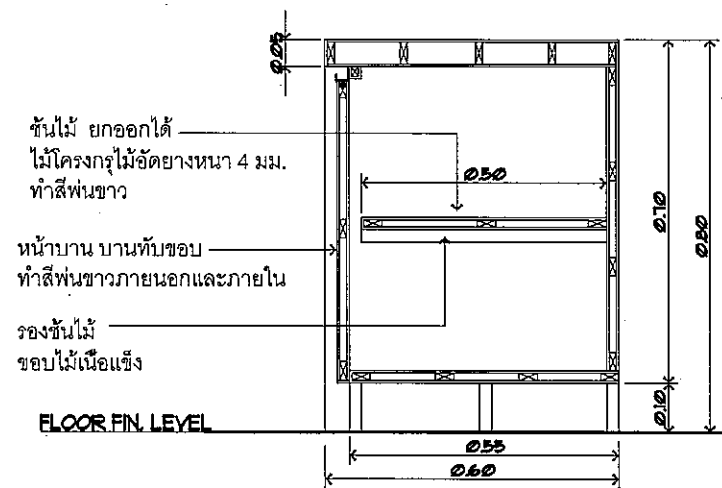 0.05
ชั้นไม้ ยกออกได้
ไม้โครงกรุไม้อัดยางหนา 4 มม.
ทำสีพ่นขาว
0.50
หน้าบาน บานทับขอบ
ทำสีพ่นขาวภายนอกและภายใน
รองชั้นไม้
ขอบไม้เนื้อแข็ง
0.70
0.80
0.10
FLOOR FIN. LEVEL
0.55
0.60